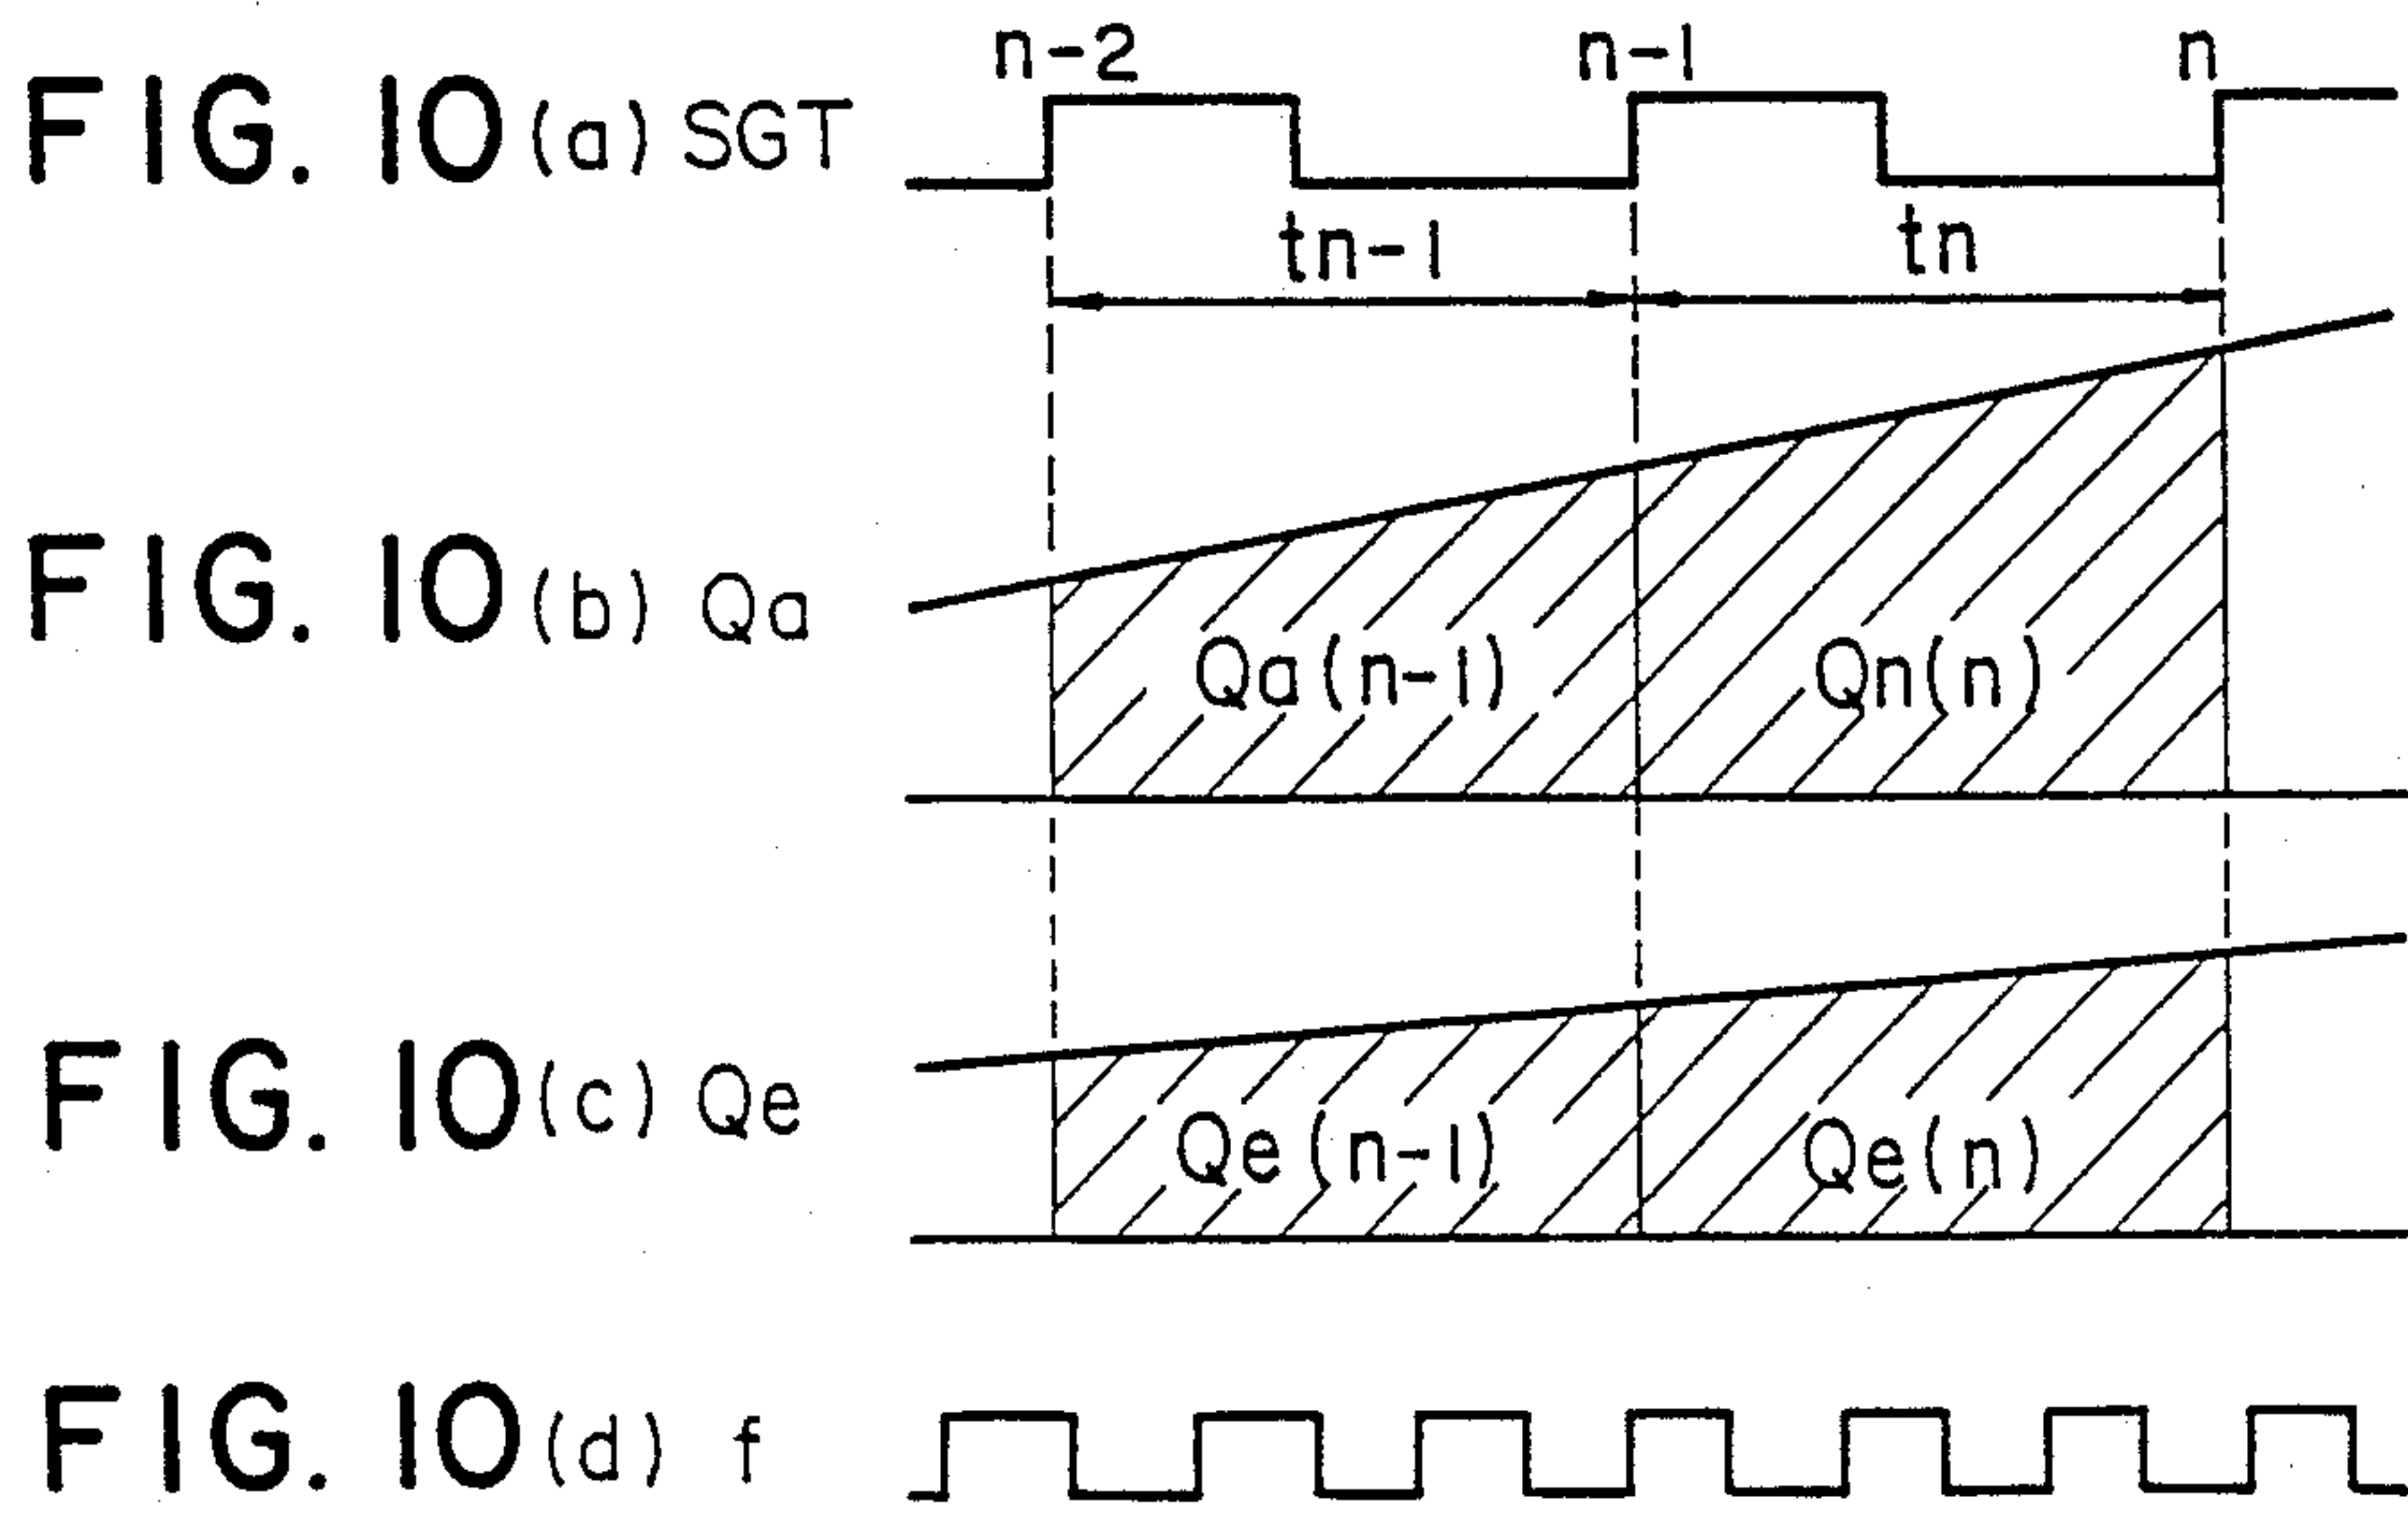 n-2 n-1 n
FIG. 10 (a) SGT
tn-1 tn
FIG. 10 (b) Qa
Qa(n-1) Qn(n)
FIG. 10 (c) Qe
Qe(n-1) Qe(n)
FIG. 10 (d) f